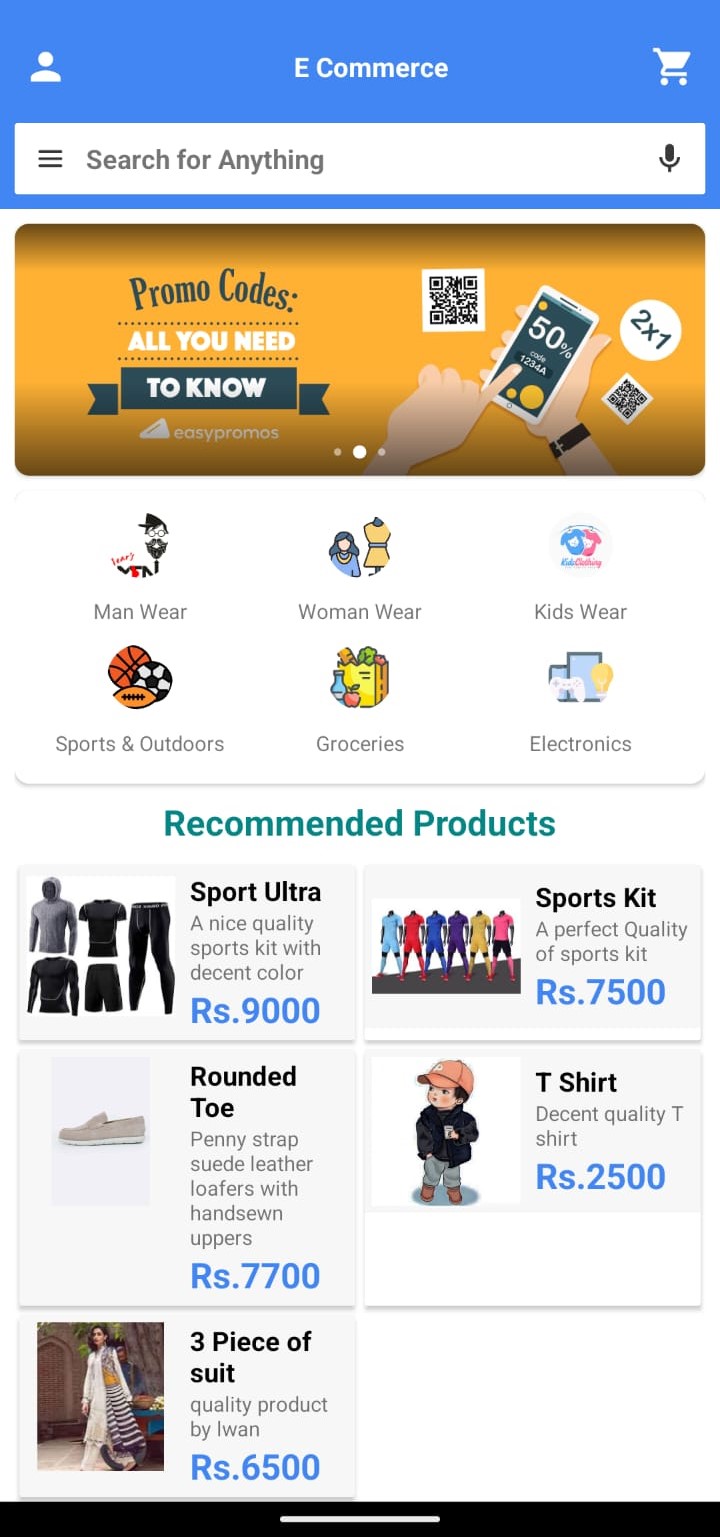 E Commerce
Search for Anything
Promo Codes:
ALL YOU NEED
TO KNOW
easypromos
50%
code
1234A
2x1
Man Wear
Woman Wear
KidsClothing
Kids Wear
Sports & Outdoors
Groceries
Electronics
Recommended Products
Sport Ultra
A nice quality
sports kit with
decent color
Rs.9000
Sports Kit
A perfect Quality
of sports kit
Rs.7500
Rounded
Toe
Penny strap
suede leather
loafers with
handsewn
uppers
Rs.7700
T Shirt
Decent quality T
shirt
Rs.2500
3 Piece of
suit
quality product
by Iwan
Rs.6500